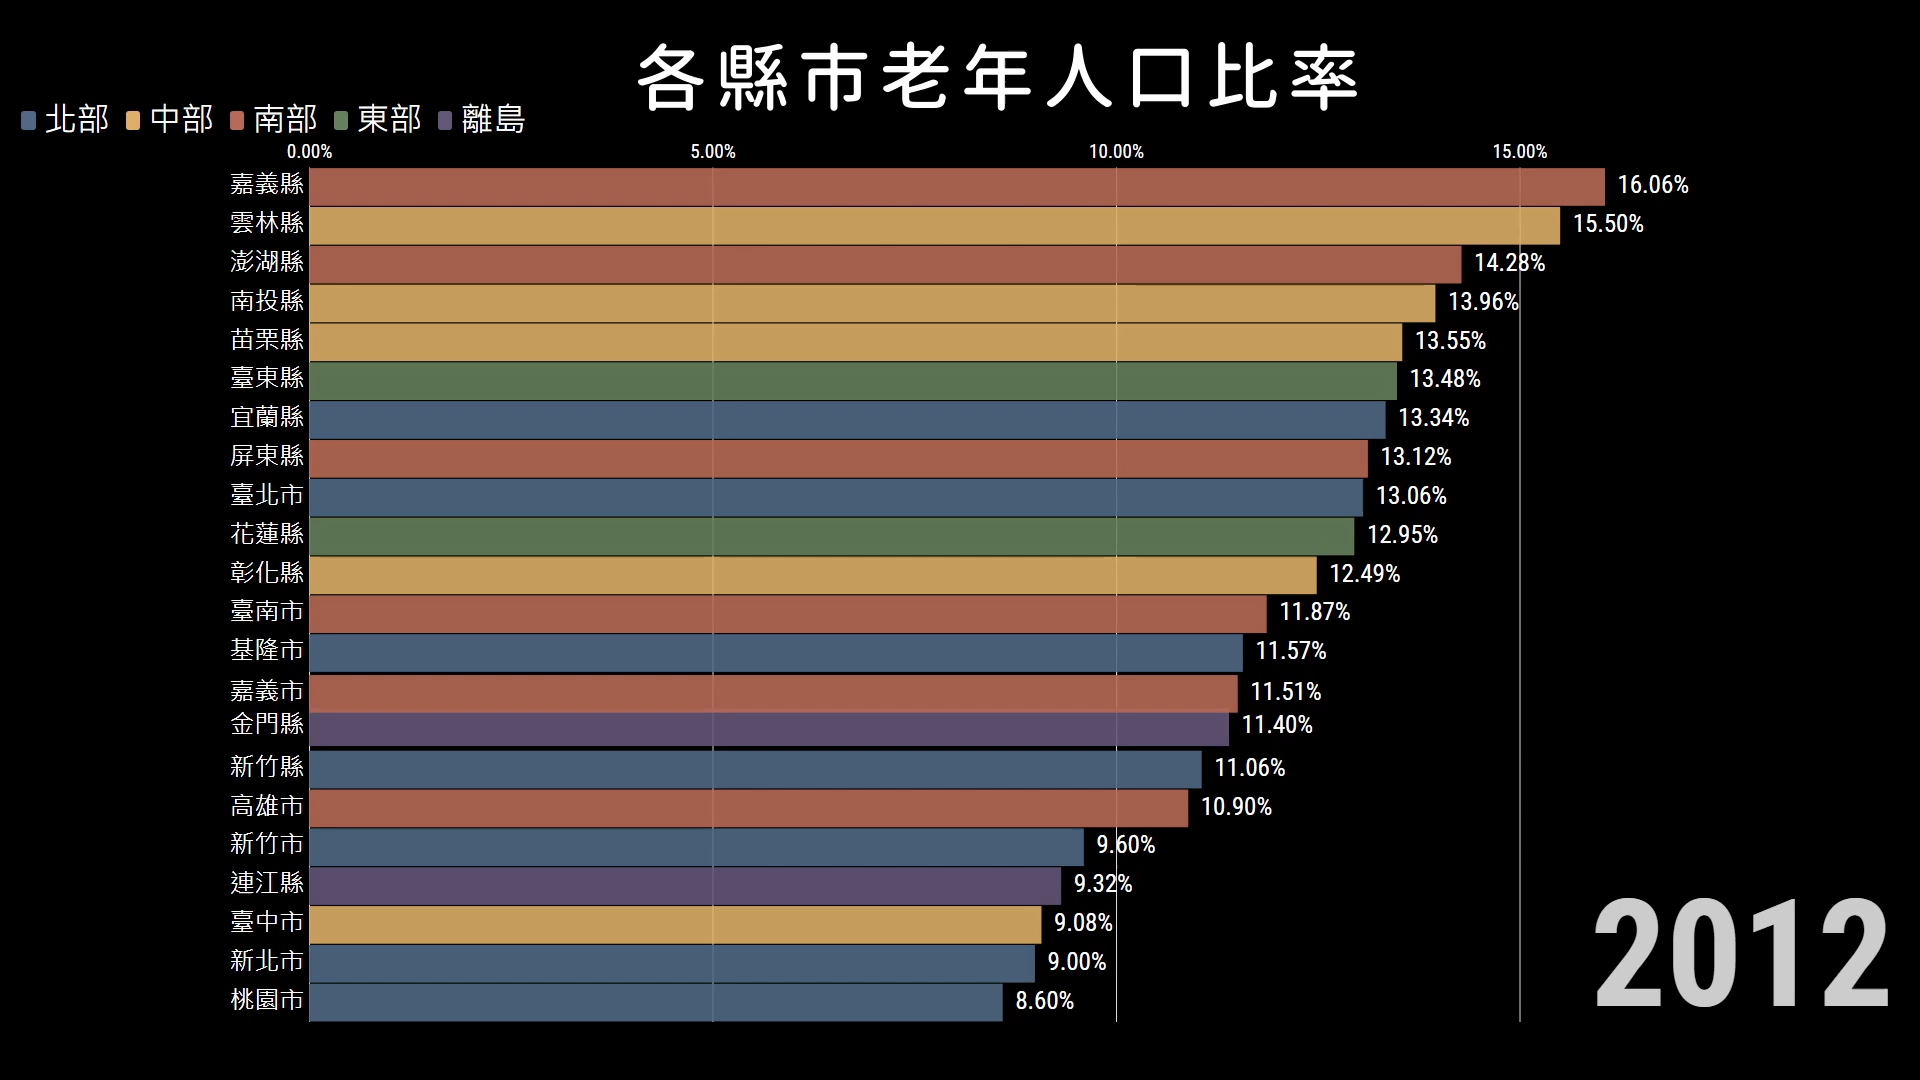 各縣市老年人口比率
北部 中部 南部 東部 離島
0.00% 5.00% 10.00% 15.00%
嘉義縣 16.06%
雲林縣 15.50%
澎湖縣 14.28%
南投縣 13.96%
苗栗縣 13.55%
臺東縣 13.48%
宜蘭縣 13.34%
屏東縣 13.12%
臺北市 13.06%
花蓮縣 12.95%
彰化縣 12.49%
臺南市 11.87%
基隆市 11.57%
嘉義市 11.51%
金門縣 11.40%
新竹縣 11.06%
高雄市 10.90%
新竹市 9.60%
連江縣 9.32%
臺中市 9.08%
新北市 9.00%
桃園市 8.60%
2012